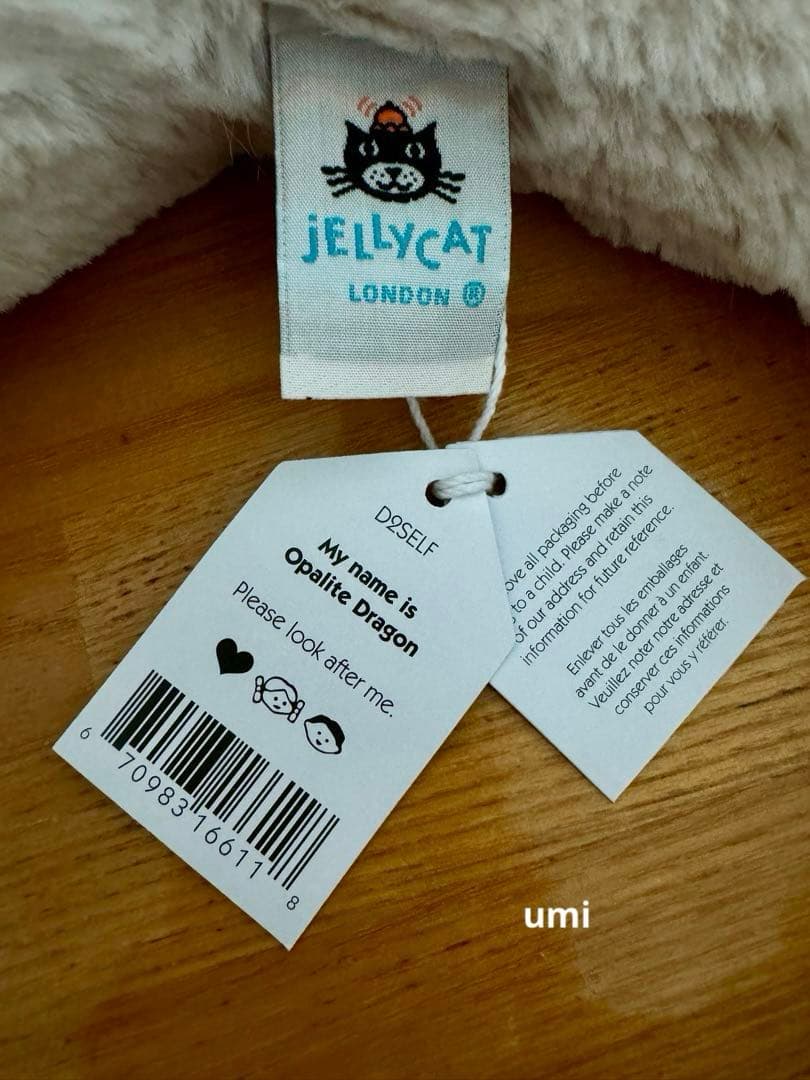 JELLYCAT
LONDON ®
D2SELF
My name is
Opalite Dragon
Please look after me.
6 70983 16611 8
all packaging before
to a child. Please make a note
of our address and retain this
information for future reference.
Enlever tous les emballages
avant de le donner à un enfant.
Veuillez noter notre adresse et
conserver ces informations
pour vous y référer.
umi